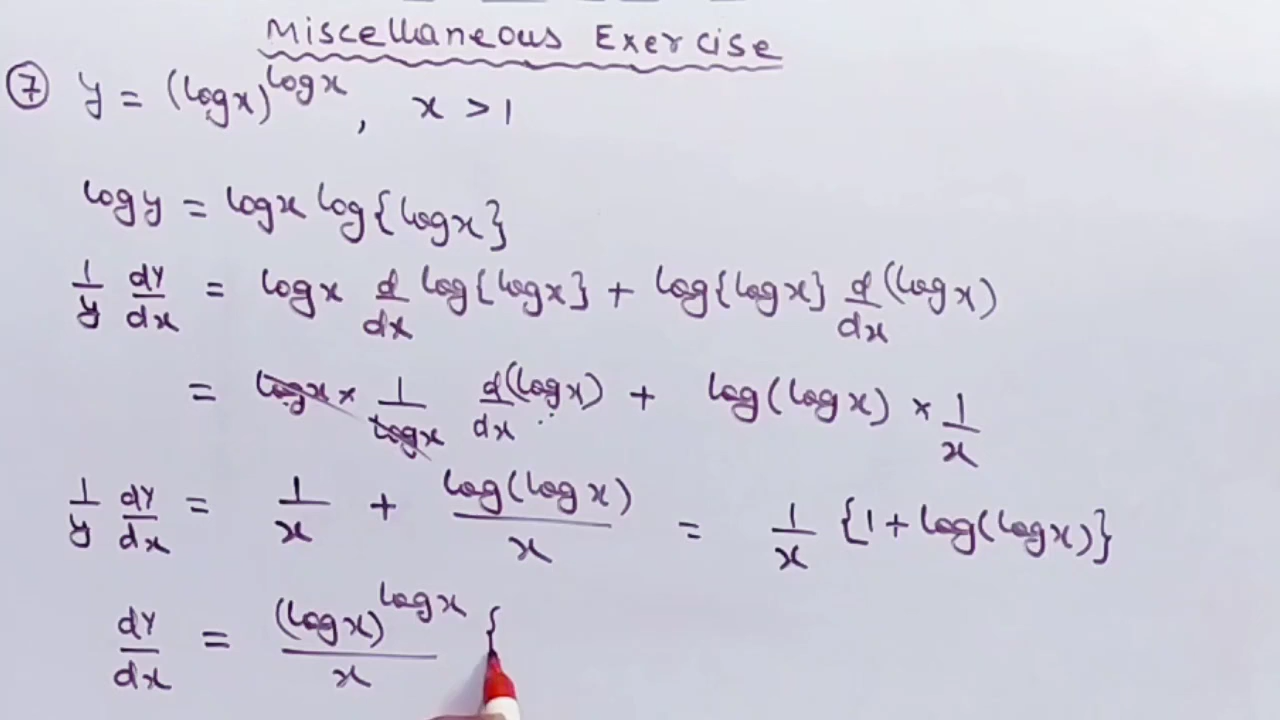 Miscellaneous Exercise
⑦ y = (log x)^{log x}, x > 1
log y = log x log{log x}
1/y dy/dx = log x d/dx log{log x} + log{log x} d/dx (log x)
= log x × 1/log x d/dx (log x) + log(log x) × 1/x
1/y dy/dx = 1/x + log(log x)/x = 1/x {1 + log(log x)}
dy/dx = (log x)^{log x}/x {